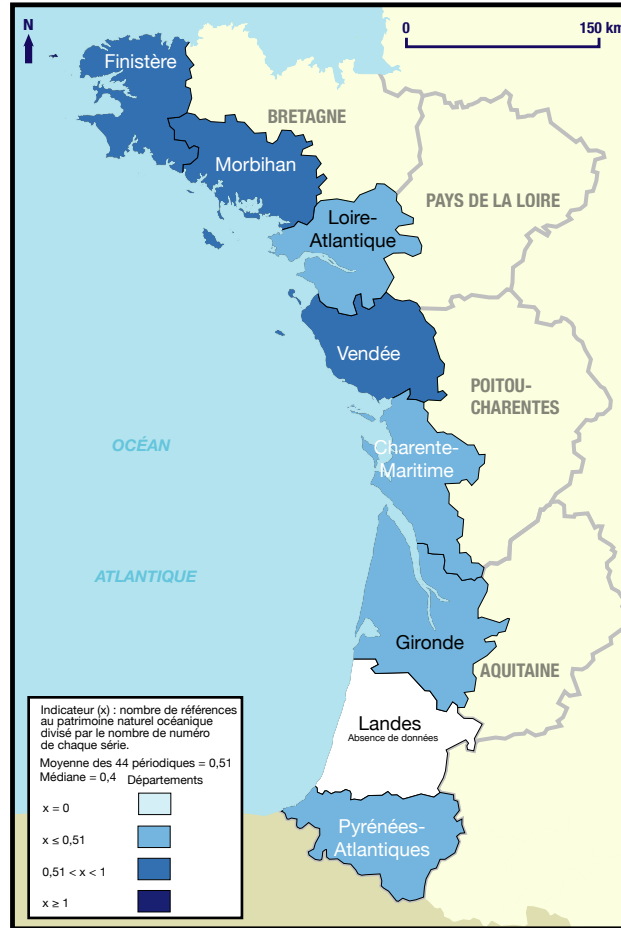 N
0 150 km
Finistère
BRETAGNE
Morbihan
PAYS DE LA LOIRE
Loire-
Atlantique
Vendée
POITOU-
CHARENTES
OCÉAN
Charente-
Maritime
ATLANTIQUE
Gironde
AQUITAINE
Landes
Absence de données
Pyrénées-
Atlantiques
Indicateur (x) : nombre de références
au patrimoine naturel océanique
divisé par le nombre de numéro
de chaque série.
Moyenne des 44 périodiques = 0,51
Médiane = 0,4 Départements
x = 0
x ≤ 0,51
0,51 < x < 1
x ≥ 1